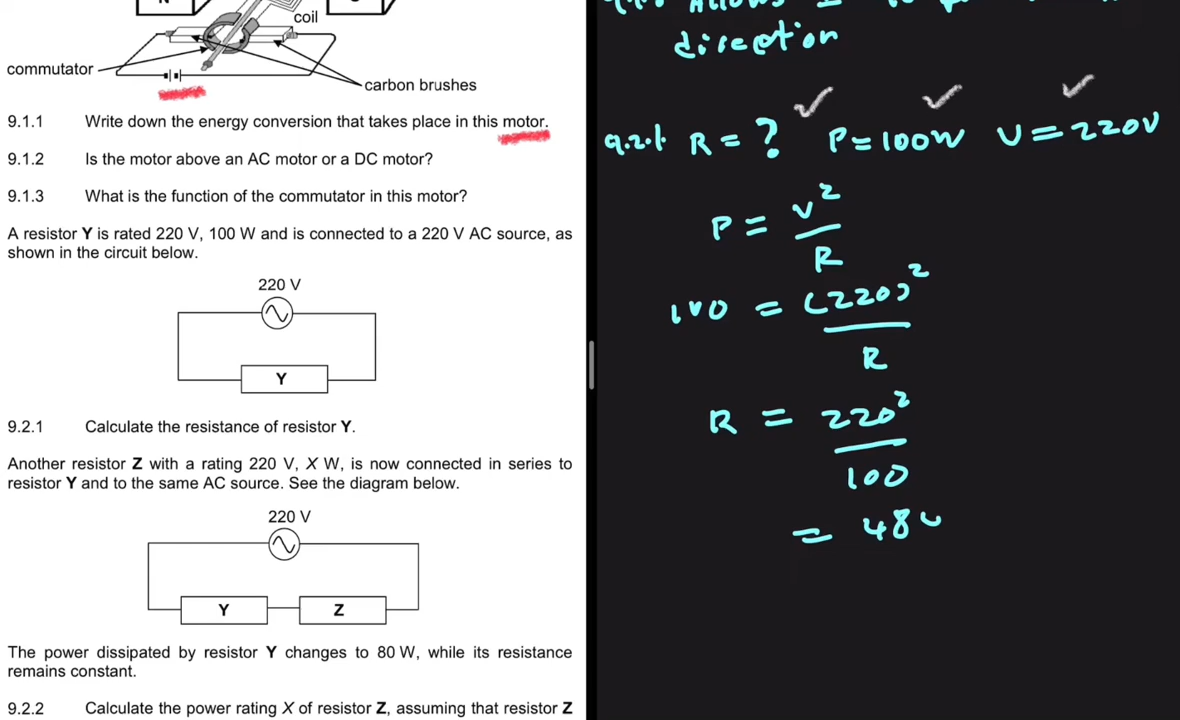 N
coil
commutator
carbon brushes
9.1.1 Write down the energy conversion that takes place in this motor.
9.1.2 Is the motor above an AC motor or a DC motor?
9.1.3 What is the function of the commutator in this motor?
A resistor Y is rated 220 V, 100 W and is connected to a 220 V AC source, as
shown in the circuit below.
220 V
Y
9.2.1 Calculate the resistance of resistor Y.
Another resistor Z with a rating 220 V, X W, is now connected in series to
resistor Y and to the same AC source. See the diagram below.
220 V
Y Z
The power dissipated by resistor Y changes to 80 W, while its resistance
remains constant.
9.2.2 Calculate the power rating X of resistor Z, assuming that resistor Z
Allows
direction
9.2.1 R = ? P = 100W V = 220V
P = V²
R
100 = (220)²
R
R = 220²
100
= 48